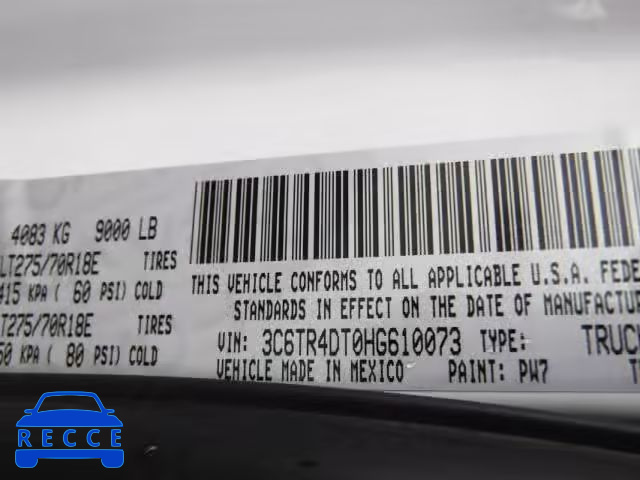 4083 KG 9000 LB
LT275/70R18E TIRES
415 KPA ( 60 PSI) COLD
LT275/70R18E TIRES
50 KPA ( 80 PSI) COLD
THIS VEHICLE CONFORMS TO ALL APPLICABLE U.S.A. FEDE
STANDARDS IN EFFECT ON THE DATE OF MANUFACTUR
VIN: 3C6TR4DT0HG610073 TYPE: TRUCK
VEHICLE MADE IN MEXICO PAINT: PW7
RECCE